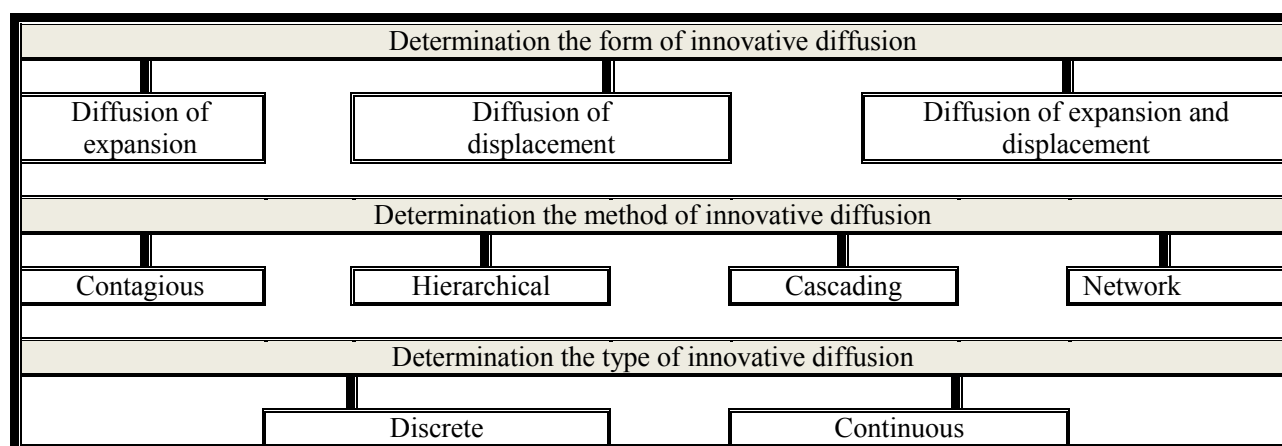 Determination the form of innovative diffusion
Diffusion of
expansion
Diffusion of
displacement
Diffusion of expansion and
displacement
Determination the method of innovative diffusion
Contagious
Hierarchical
Cascading
Network
Determination the type of innovative diffusion
Discrete
Continuous